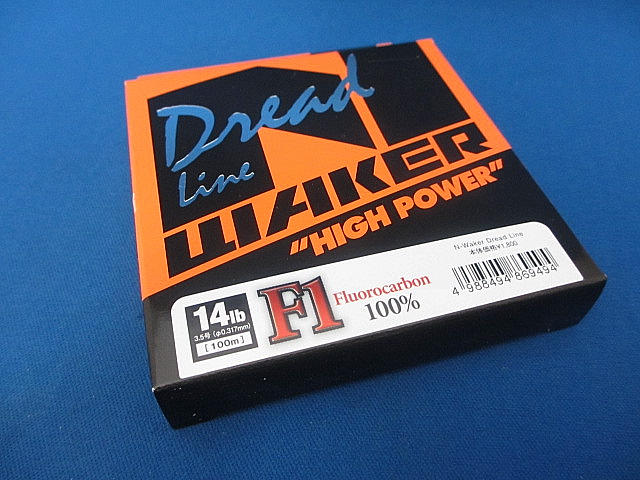 Dread
Line
N
WAKER
"HIGH POWER"
N-Waker Dread Line
本体価格¥1,800
14lb
3.5号 (φ0.317mm)
[100m]
F1
Fluorocarbon
100%
4 988494 869494